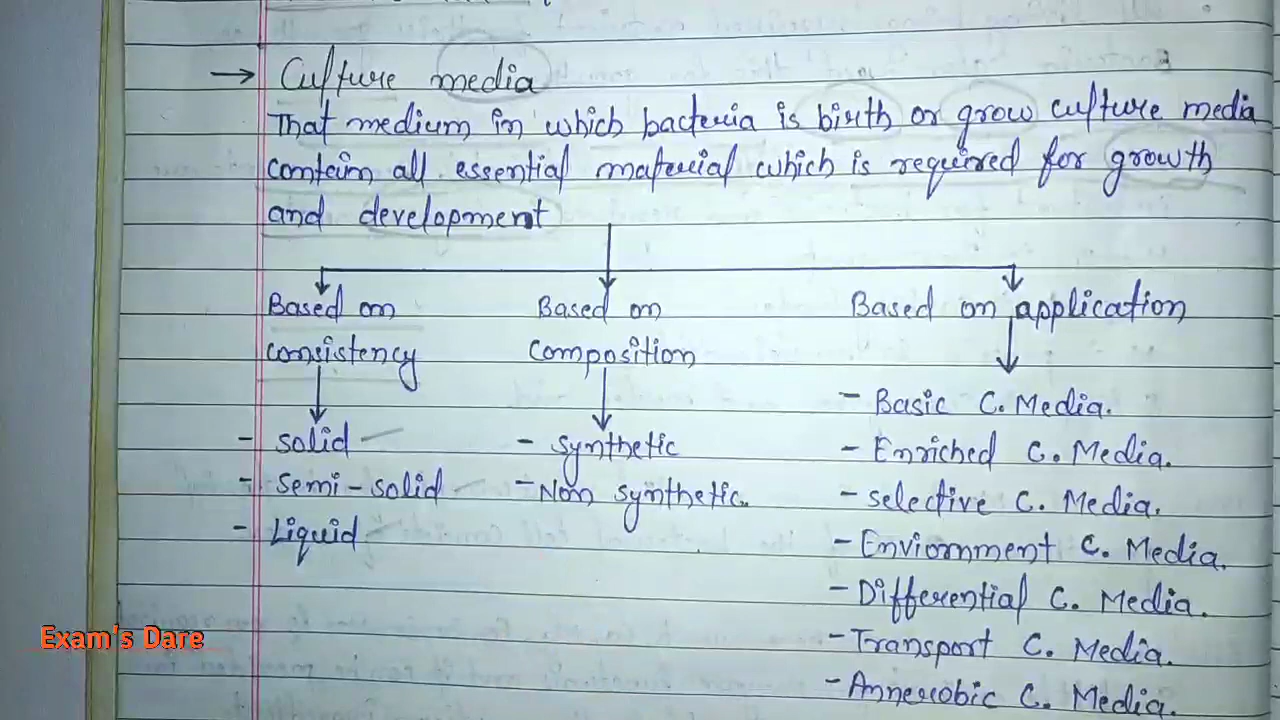 → Culture media
That medium in which bacteria is birth or grow culture media
contain all essential material which is required for growth
and development
Based on consistency
- solid
- Semi-solid
- Liquid
Based on composition
- synthetic
- Non synthetic.
Based on application
- Basic C. Media.
- Enriched C. Media.
- selective C. Media.
- Enviornment C. Media.
- Differential C. Media.
- Transport C. Media.
- Annerobic C. Media.
Exam's Dare